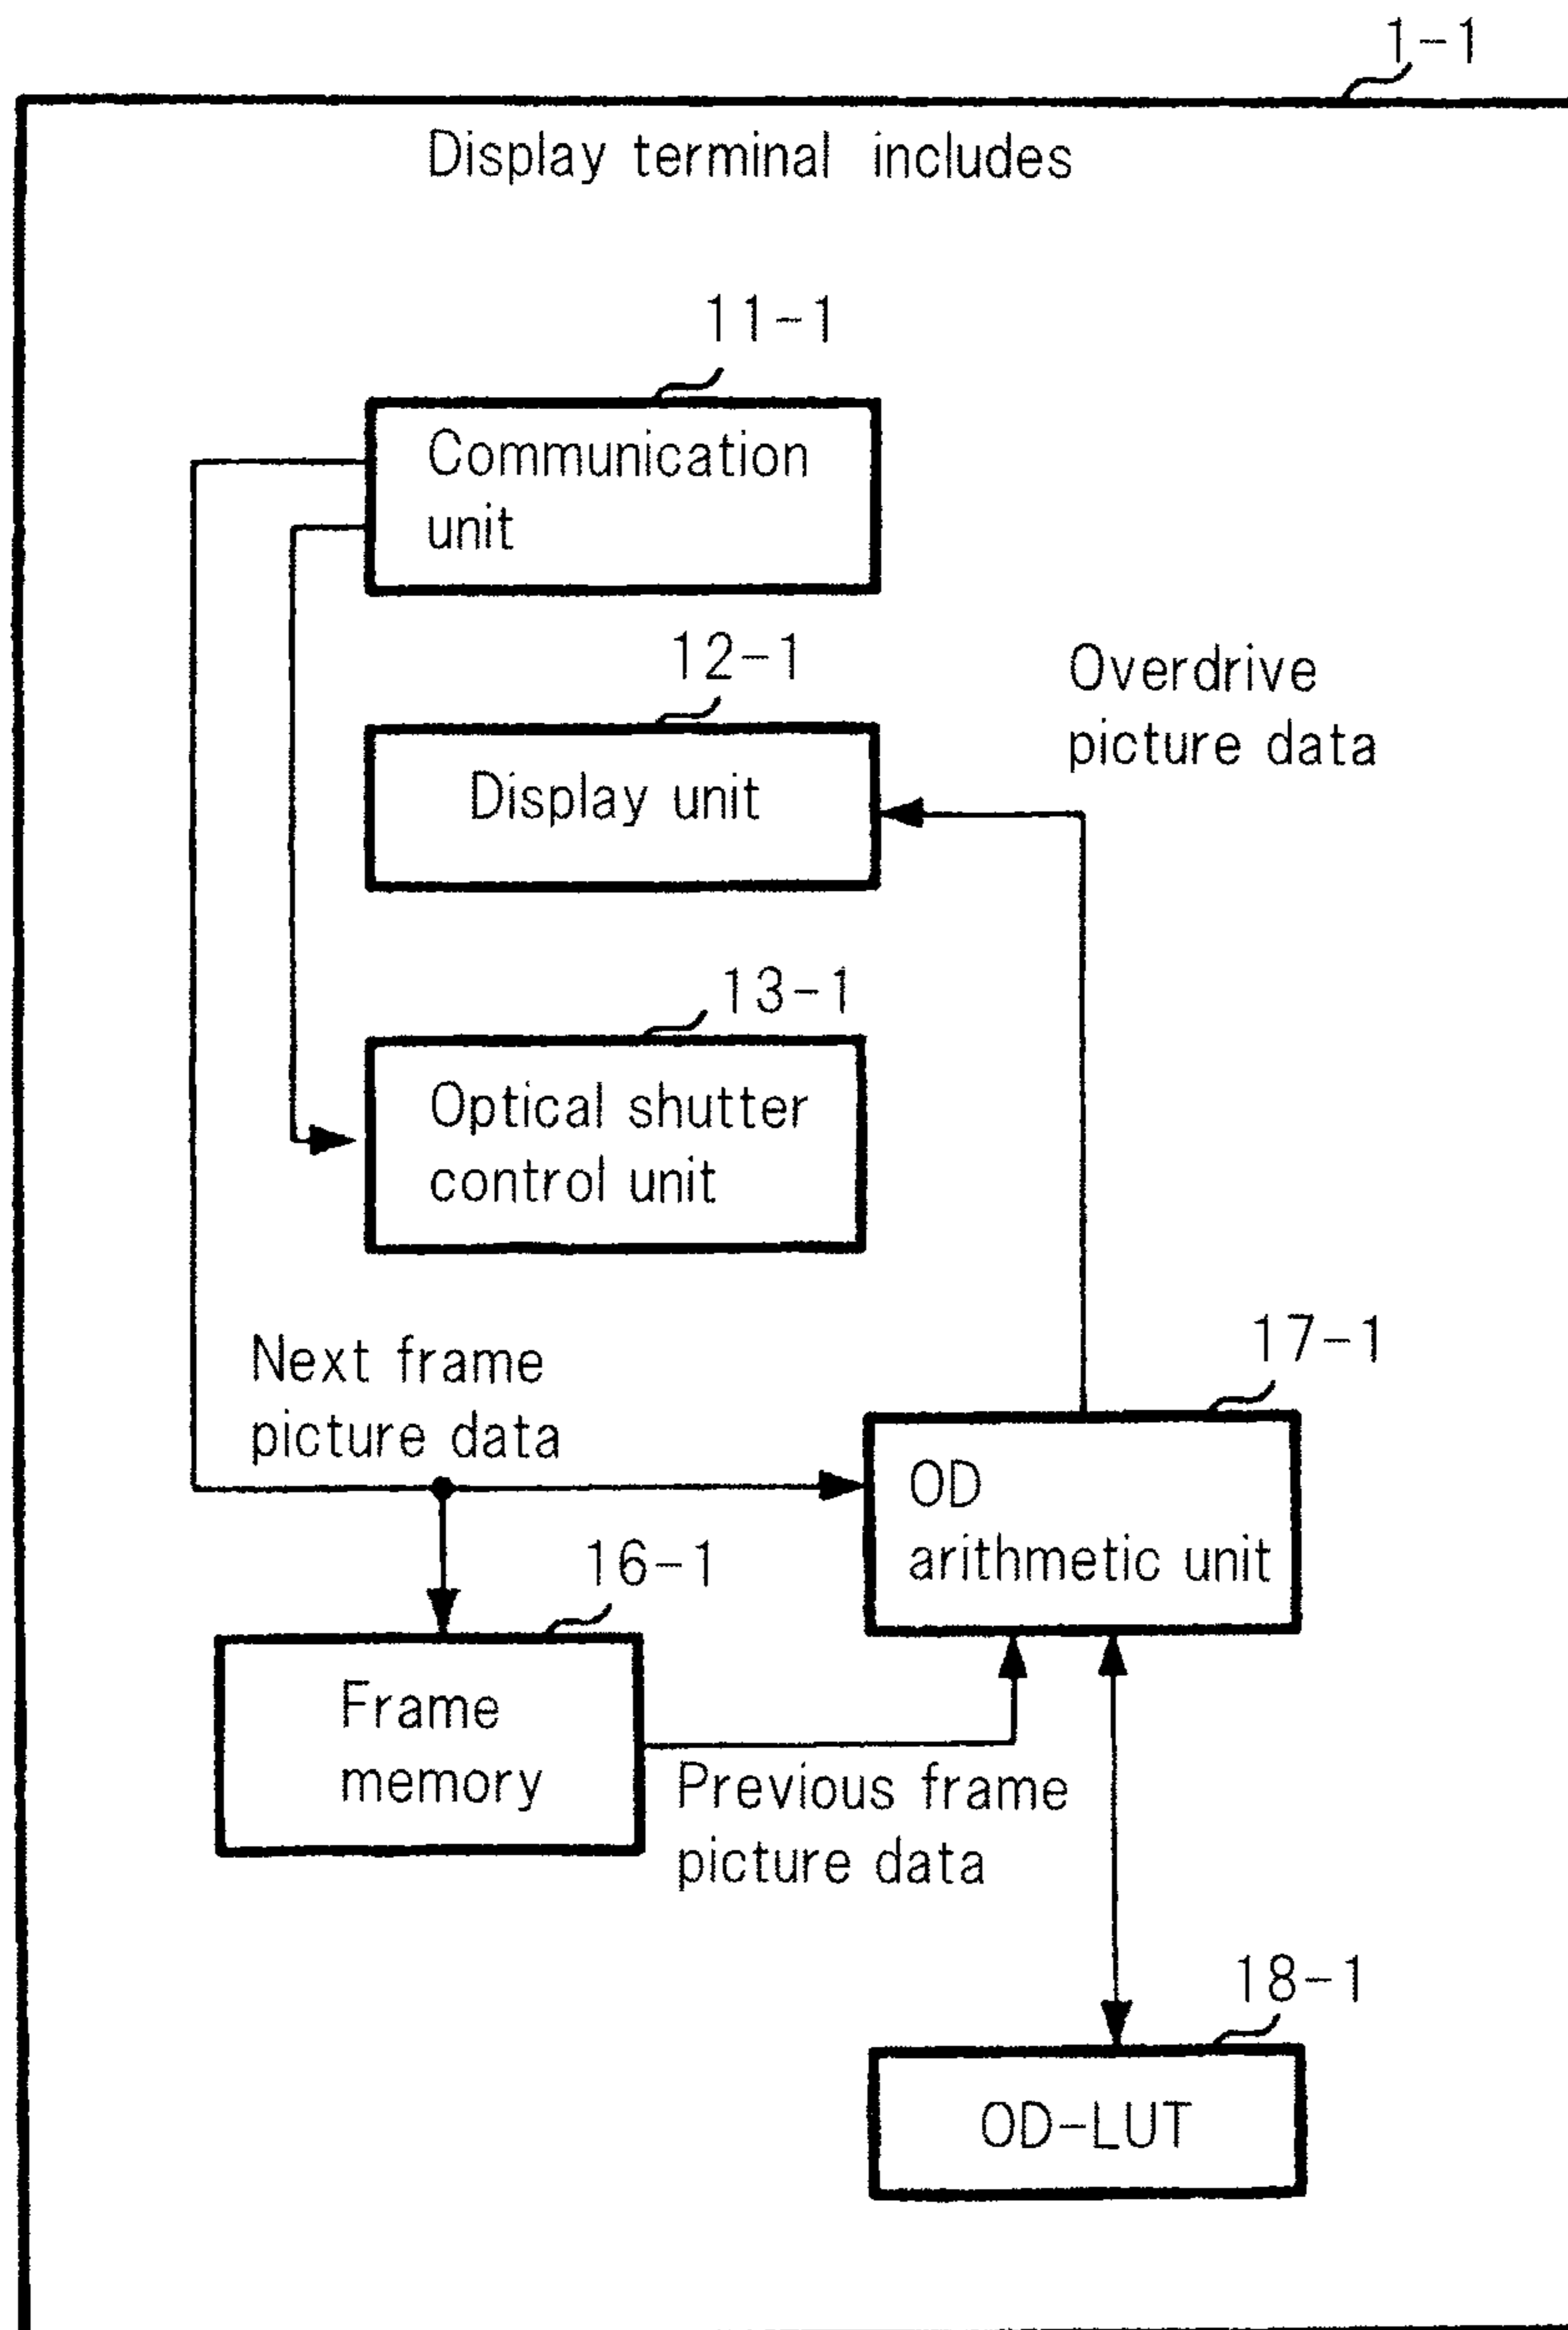 1-1
Display terminal includes
11-1
Communication
unit
12-1
Display unit
Overdrive
picture data
13-1
Optical shutter
control unit
Next frame
picture data
17-1
OD
arithmetic unit
16-1
Frame
memory
Previous frame
picture data
18-1
OD-LUT